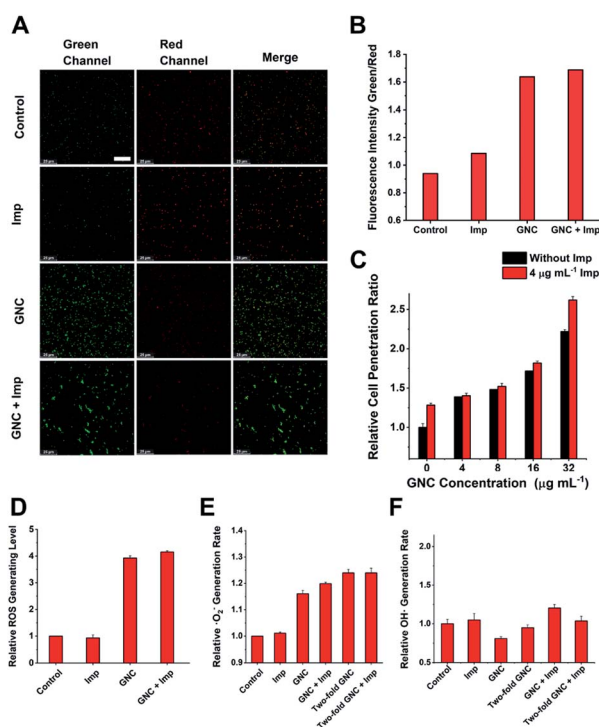 A
Green Channel
Red Channel
Merge
Control
Imp
GNC
GNC + Imp
B
Fluorescence Intensity Green/Red
1.8
1.6
1.4
1.2
1.0
0.8
0.6
Control Imp GNC GNC + Imp
C
Without Imp
4 μg mL⁻¹ Imp
Relative Cell Penetration Ratio
2.5
2.0
1.5
1.0
0 4 8 16 32
GNC Concentration (μg mL⁻¹)
D
Relative ROS Generating Level
5
4
3
2
1
0
Control
Imp
GNC
GNC + Imp
E
Relative ·O₂⁻ Generation Rate
1.4
1.3
1.2
1.1
1.0
0.9
Control
Imp
GNC
GNC + Imp
Two-fold GNC
Two-fold GNC + Imp
F
Relative OH· Generation Rate
2.0
1.5
1.0
0.5
Control
Imp
GNC
Two-fold GNC
GNC + Imp
Two-fold GNC + Imp